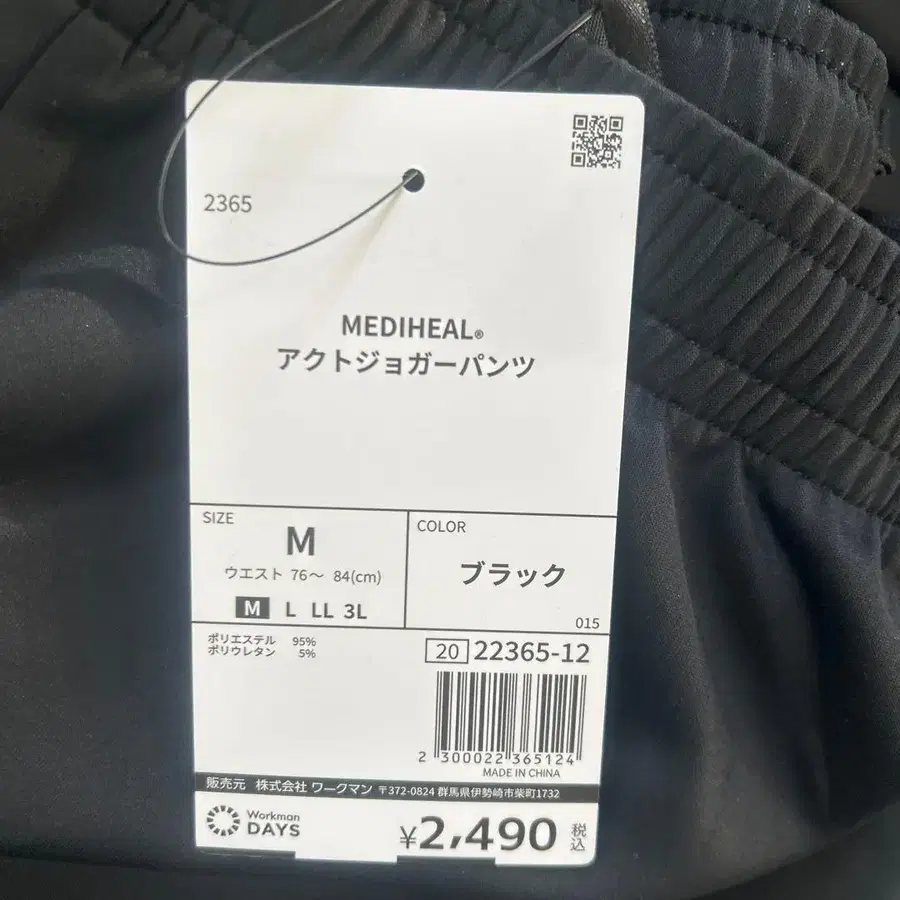 2365
MEDIHEAL®
アクトジョガーパンツ
SIZE
M
ウエスト 76〜 84(cm)
M L LL 3L
COLOR
ブラック
015
ポリエステル 95%
ポリウレタン 5%
20 22365-12
2 300022 365124
MADE IN CHINA
販売元 株式会社 ワークマン 〒372-0824 群馬県伊勢崎市柴町1732
Workman
DAYS
¥2,490 税込